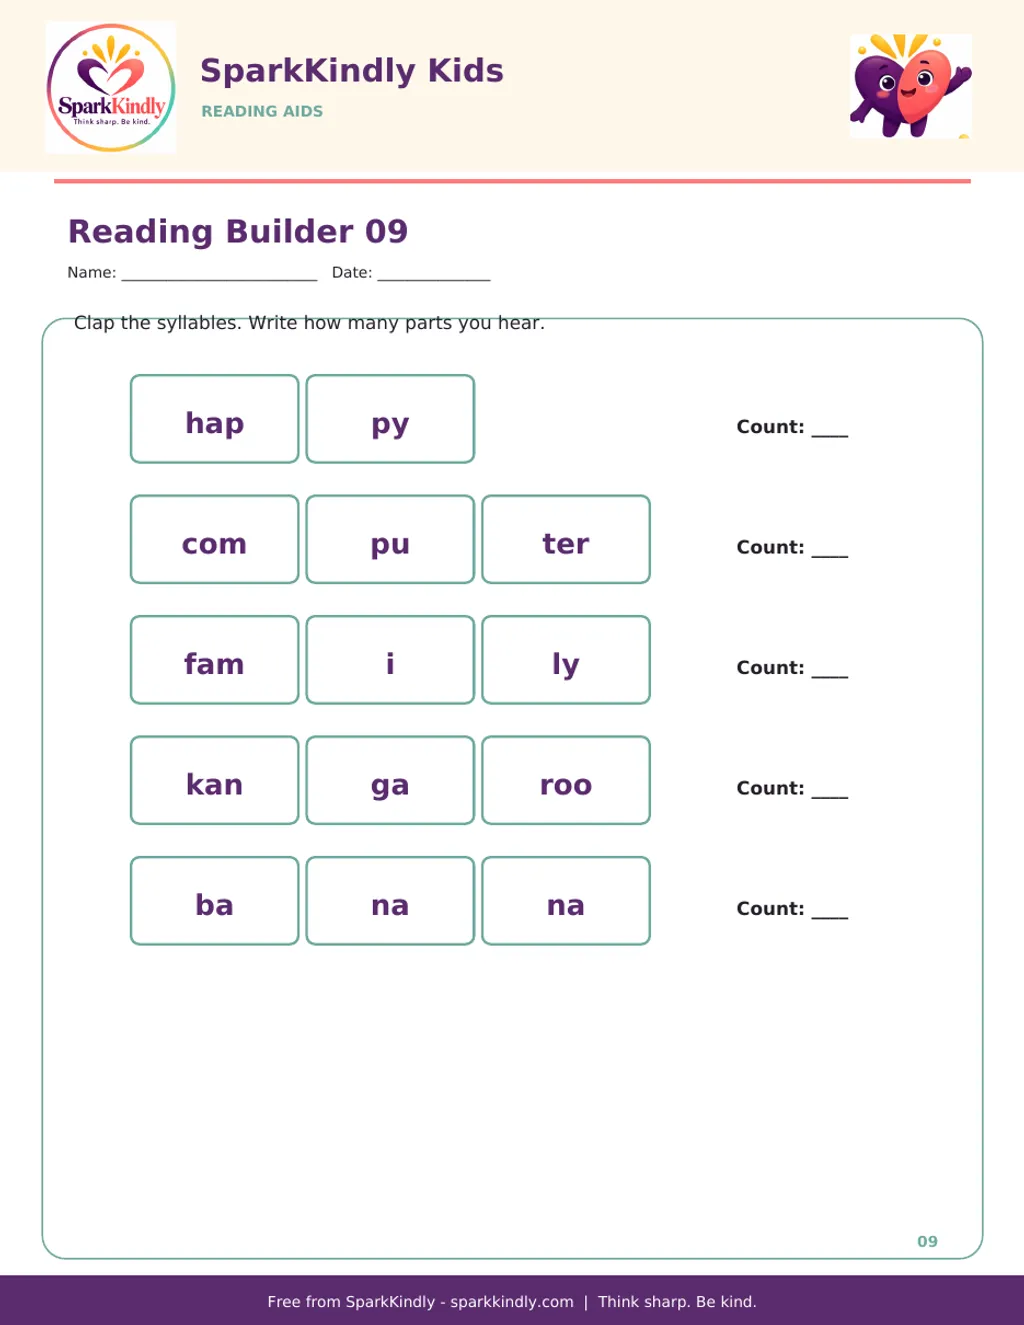 SparkKindly
Think sharp. Be kind.
SparkKindly Kids
READING AIDS
Reading Builder 09
Name: __________________________ Date: _______________
Clap the syllables. Write how many parts you hear.
hap py Count: ____
com pu ter Count: ____
fam i ly Count: ____
kan ga roo Count: ____
ba na na Count: ____
09
Free from SparkKindly - sparkkindly.com | Think sharp. Be kind.